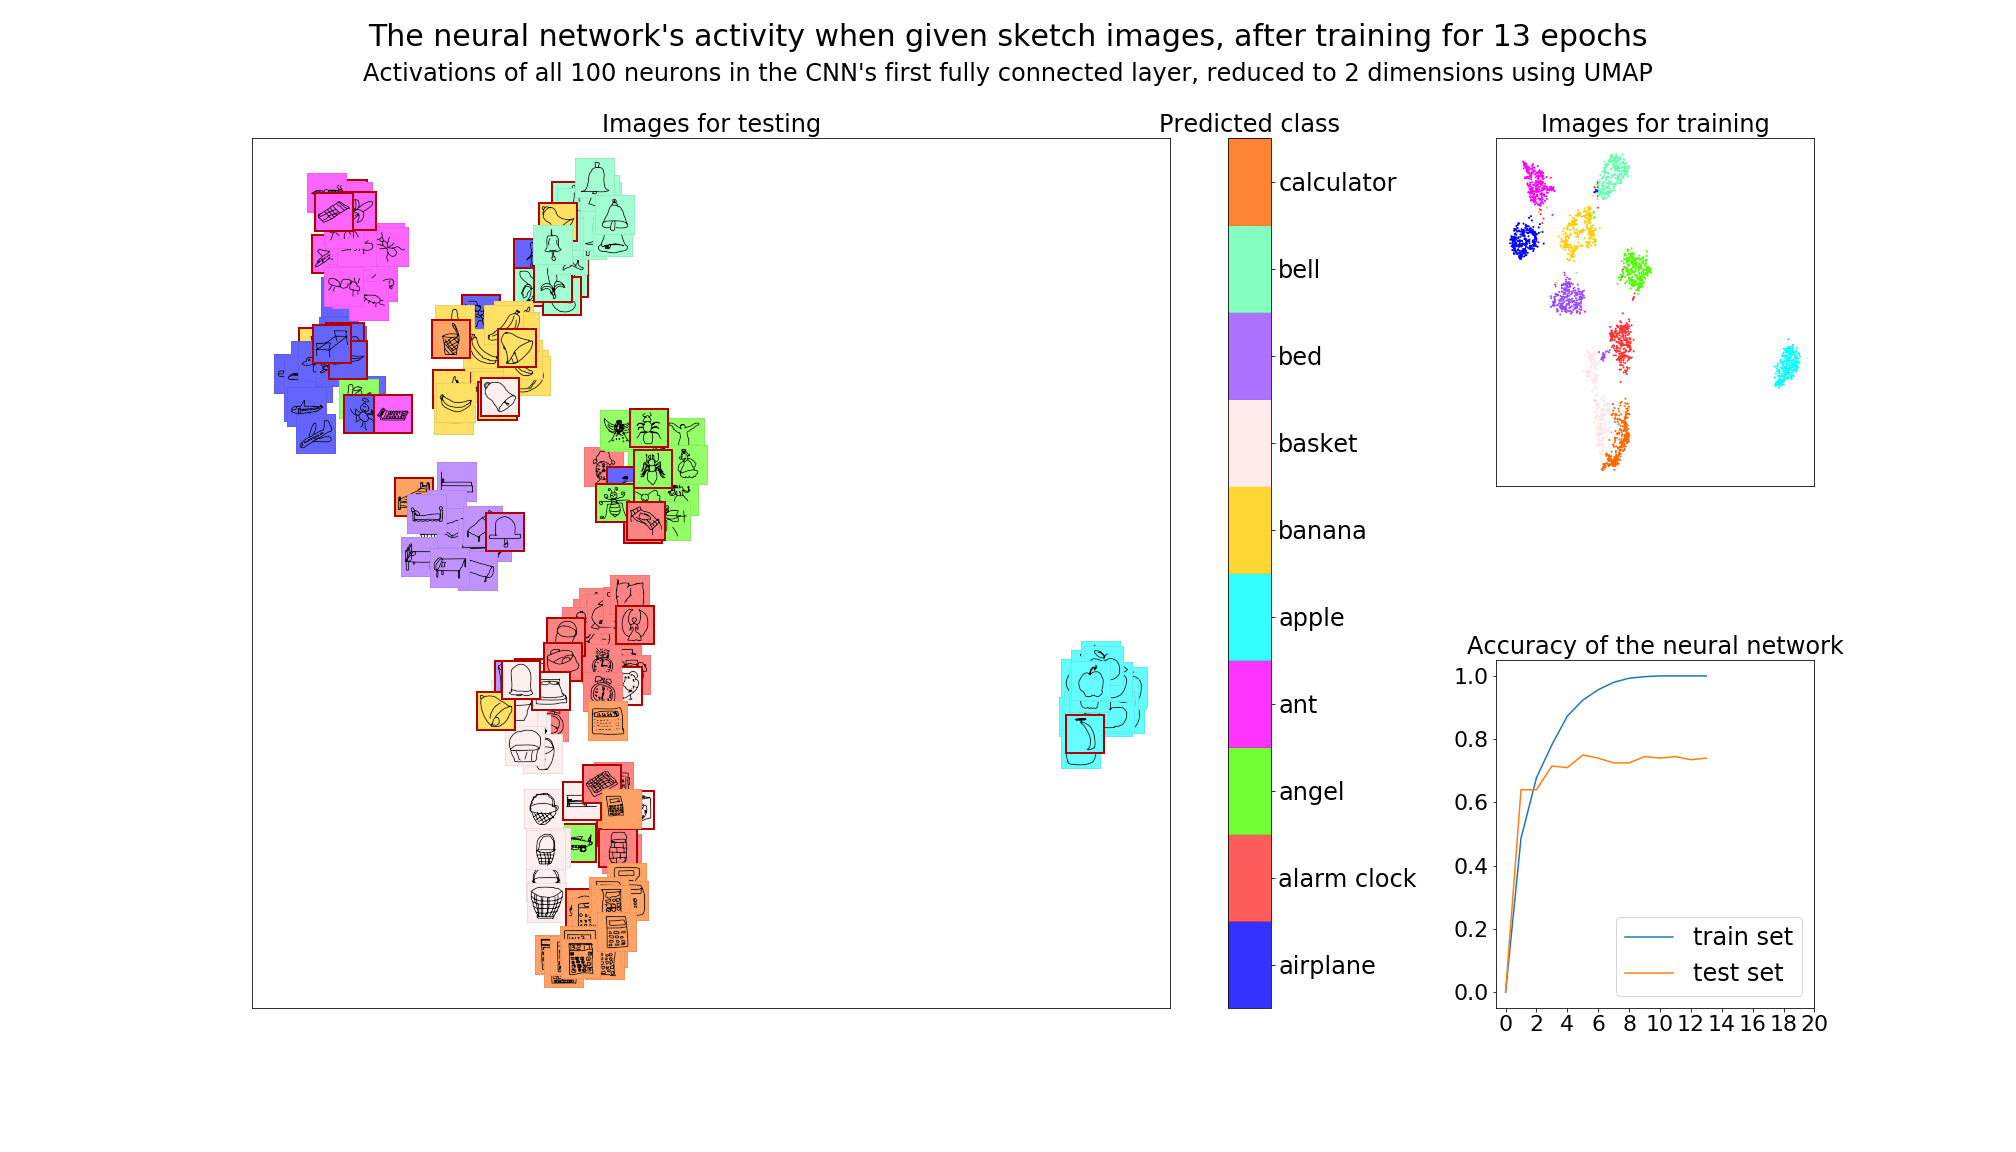 The neural network's activity when given sketch images, after training for 13 epochs
Activations of all 100 neurons in the CNN's first fully connected layer, reduced to 2 dimensions using UMAP
Images for testing
Predicted class
calculator
bell
bed
basket
banana
apple
ant
angel
alarm clock
airplane
Images for training
Accuracy of the neural network
1.0
0.8
0.6
0.4
0.2
0.0
train set
test set
0 2 4 6 8 10 12 14 16 18 20